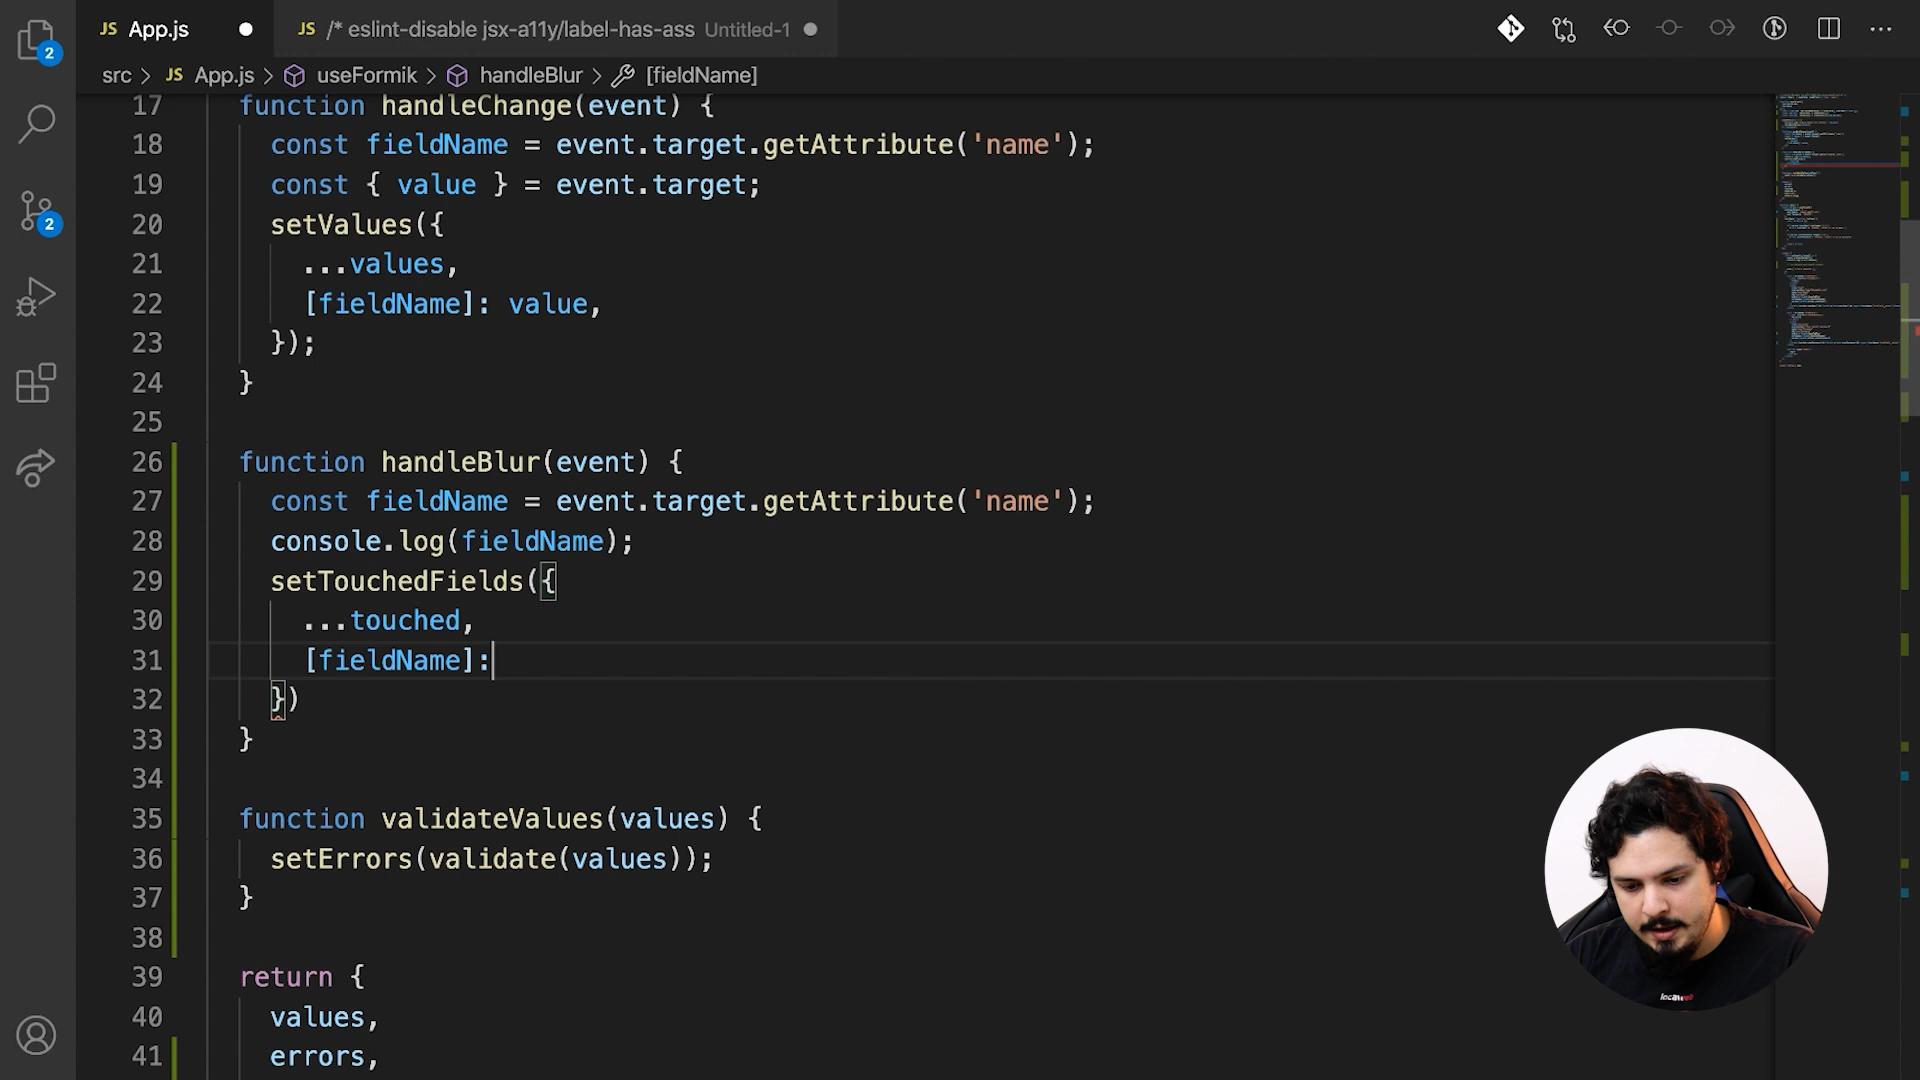 JS App.js ●
JS /* eslint-disable jsx-a11y/label-has-ass Untitled-1 ●
src > JS App.js > useFormik > handleBlur > [fieldName]
2
2
17 function handleChange(event) {
18 const fieldName = event.target.getAttribute('name');
19 const { value } = event.target;
20 setValues({
21 ...values,
22 [fieldName]: value,
23 });
24 }
25
26 function handleBlur(event) {
27 const fieldName = event.target.getAttribute('name');
28 console.log(fieldName);
29 setTouchedFields({
30 ...touched,
31 [fieldName]:
32 })
33 }
34
35 function validateValues(values) {
36 setErrors(validate(values));
37 }
38
39 return {
40 values,
41 errors,
locaweb